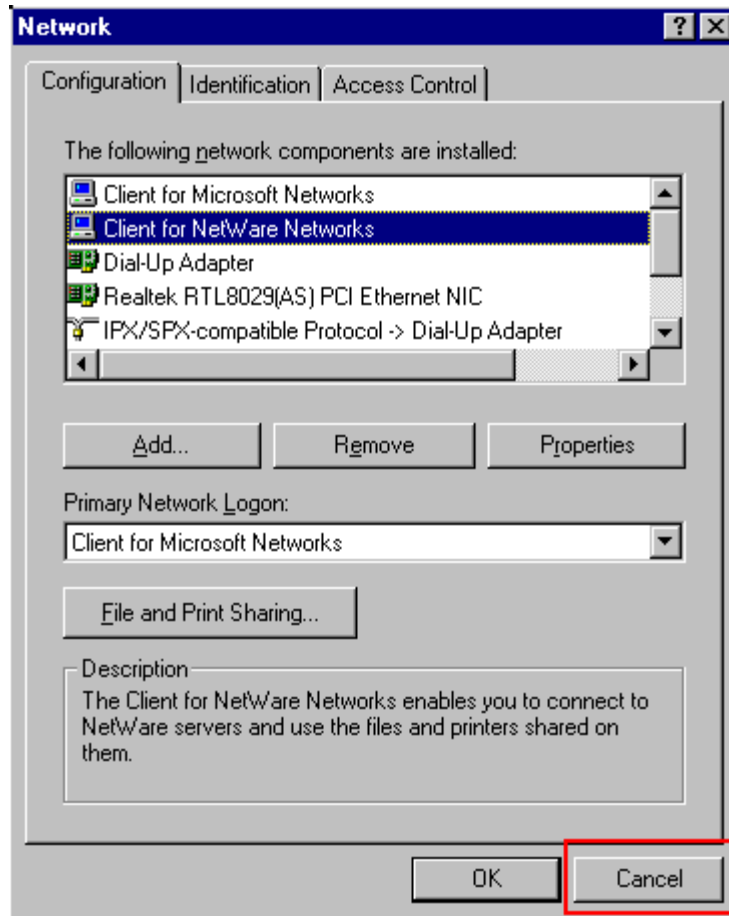 Network
Configuration Identification Access Control
The following network components are installed:
Client for Microsoft Networks
Client for NetWare Networks
Dial-Up Adapter
Realtek RTL8029(AS) PCI Ethernet NIC
IPX/SPX-compatible Protocol -> Dial-Up Adapter
Add... Remove Properties
Primary Network Logon:
Client for Microsoft Networks
File and Print Sharing...
Description
The Client for NetWare Networks enables you to connect to
NetWare servers and use the files and printers shared on
them.
OK Cancel